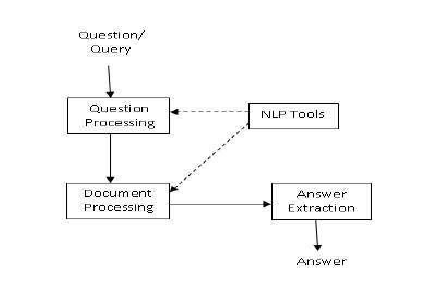 Question/
Query
Question
Processing
NLP Tools
Document
Processing
Answer
Extraction
Answer